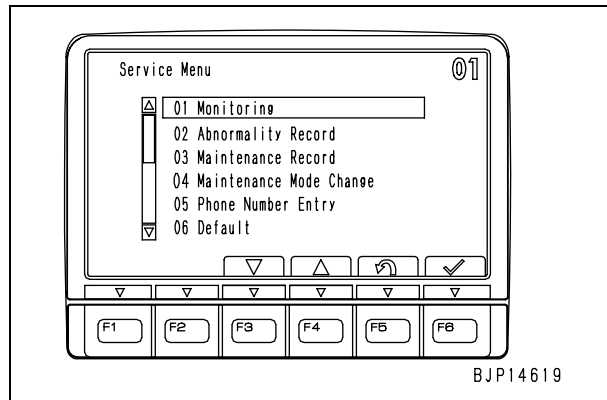 Service Menu 01
01 Monitoring
02 Abnormality Record
03 Maintenance Record
04 Maintenance Mode Change
05 Phone Number Entry
06 Default
F1 F2 F3 F4 F5 F6
BJP14619